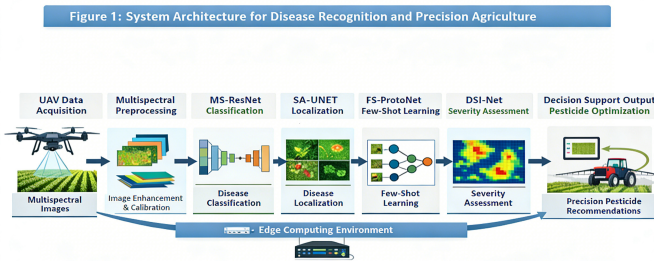 Figure 1: System Architecture for Disease Recognition and Precision Agriculture
UAV Data
Acquisition
Multispectral
Images
Multispectral
Preprocessing
Image Enhancement
& Calibration
MS-ResNet
Classification
Disease
Classification
SA-UNET
Localization
Disease
Localization
FS-ProtoNet
Few-Shot Learning
Few-Shot
Learning
DSI-Net
Severity Assessment
Severity
Assessment
Decision Support Output
Pesticide Optimization
Precision Pesticide
Recommendations
- Edge Computing Environment